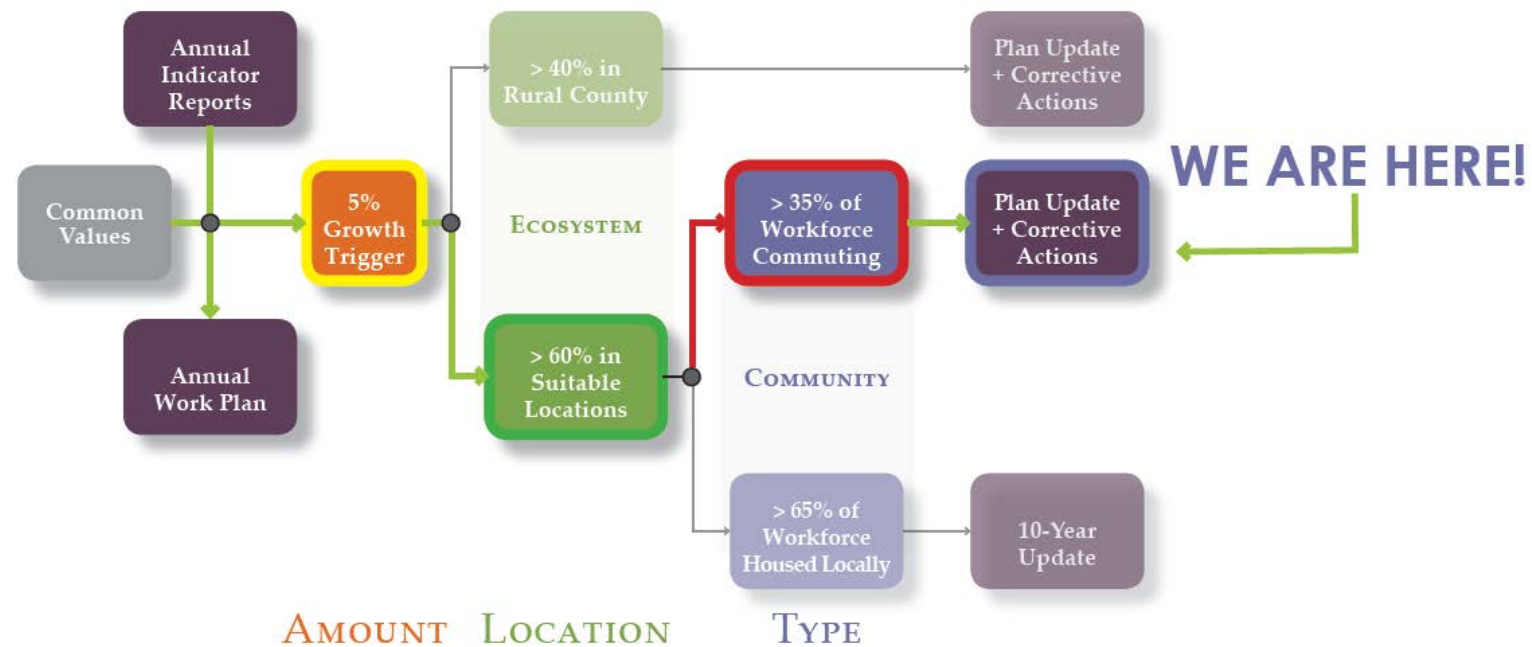 Annual
Indicator
Reports
> 40% in
Rural County
Plan Update
+ Corrective
Actions
Common
Values
5%
Growth
Trigger
ECOSYSTEM
> 35% of
Workforce
Commuting
Plan Update
+ Corrective
Actions
WE ARE HERE!
Annual
Work Plan
> 60% in
Suitable
Locations
COMMUNITY
> 65% of
Workforce
Housed Locally
10-Year
Update
AMOUNT
LOCATION
TYPE